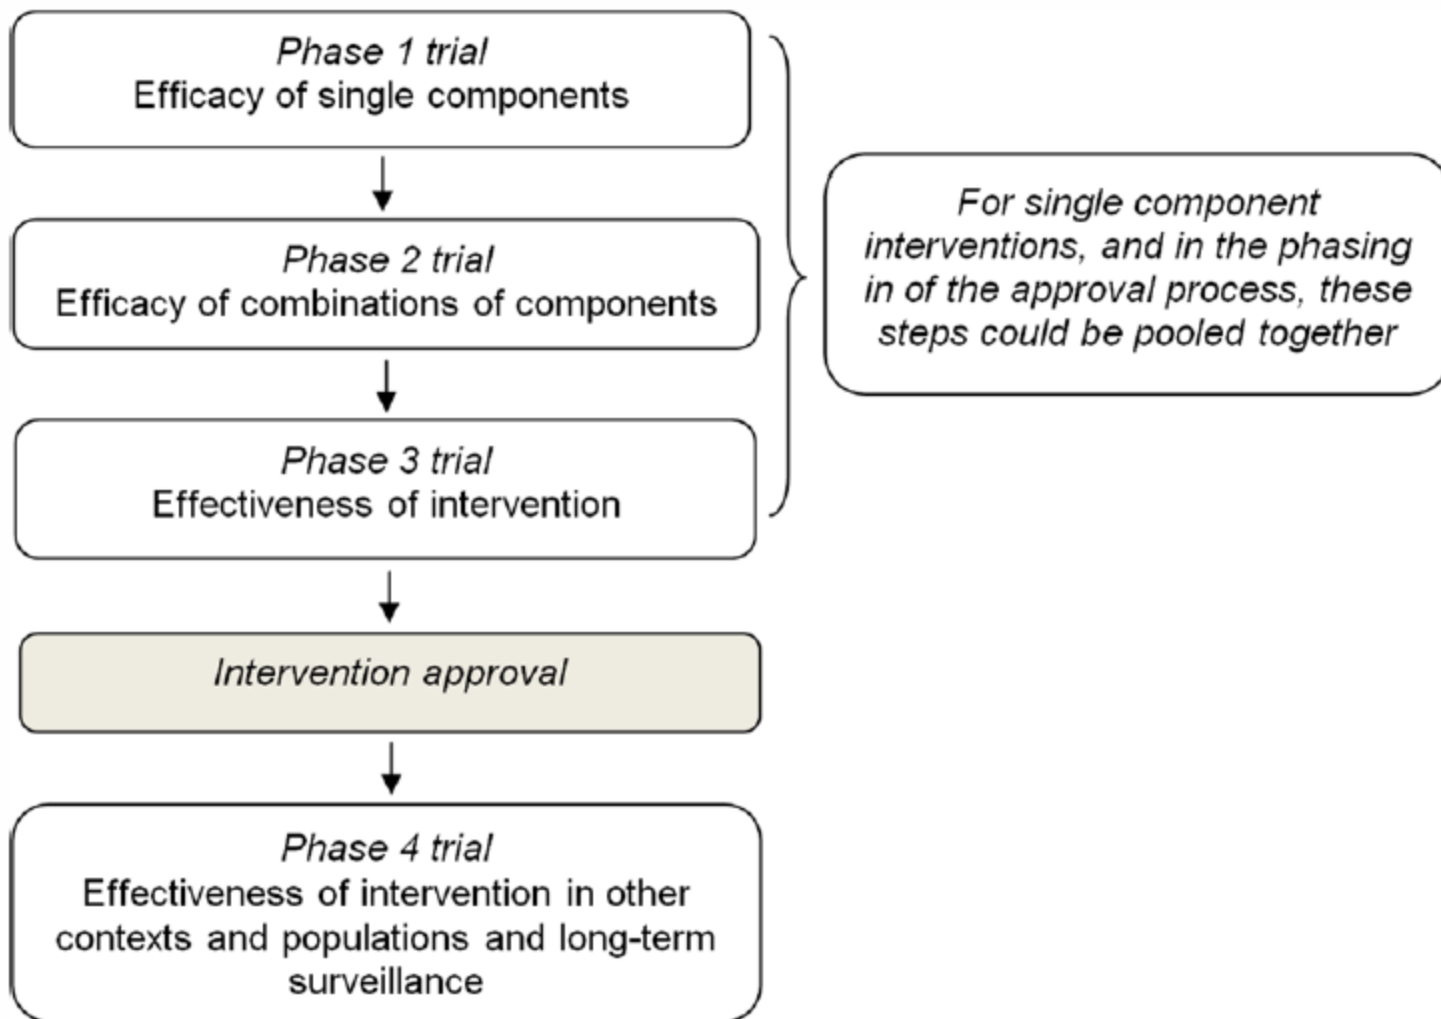 Phase 1 trial
Efficacy of single components
Phase 2 trial
Efficacy of combinations of components
Phase 3 trial
Effectiveness of intervention
For single component
interventions, and in the phasing
in of the approval process, these
steps could be pooled together
Intervention approval
Phase 4 trial
Effectiveness of intervention in other
contexts and populations and long-term
surveillance